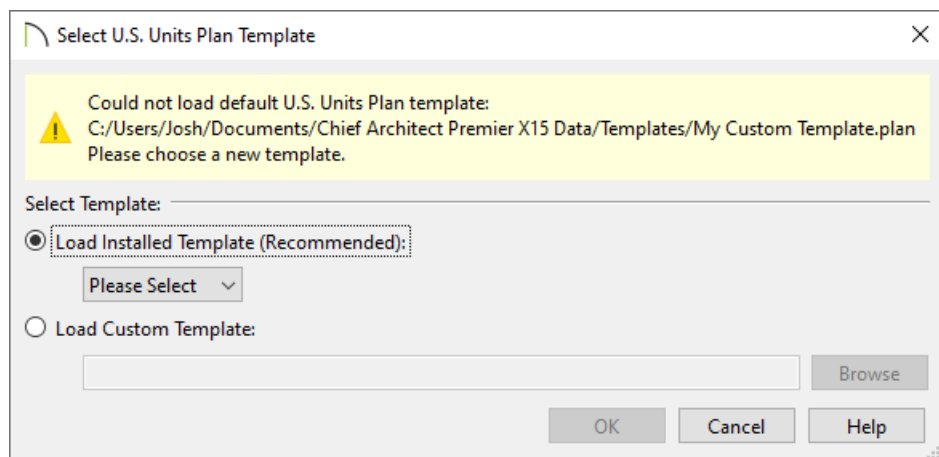 Select U.S. Units Plan Template
Could not load default U.S. Units Plan template:
C:/Users/Josh/Documents/Chief Architect Premier X15 Data/Templates/My Custom Template.plan
Please choose a new template.
Select Template:
Load Installed Template (Recommended):
Please Select
Load Custom Template:
Browse
OK Cancel Help